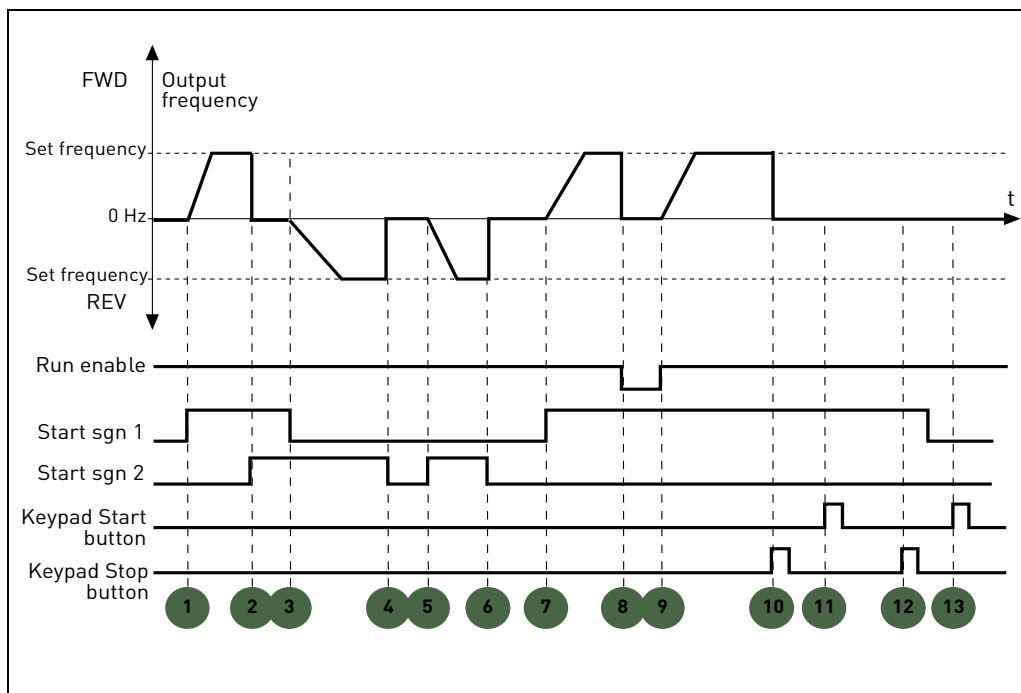 FWD
Output
frequency
Set frequency
t
0 Hz
Set frequency
REV
Run enable
Start sgn 1
Start sgn 2
Keypad Start
button
Keypad Stop
button
1 2 3 4 5 6 7 8 9 10 11 12 13